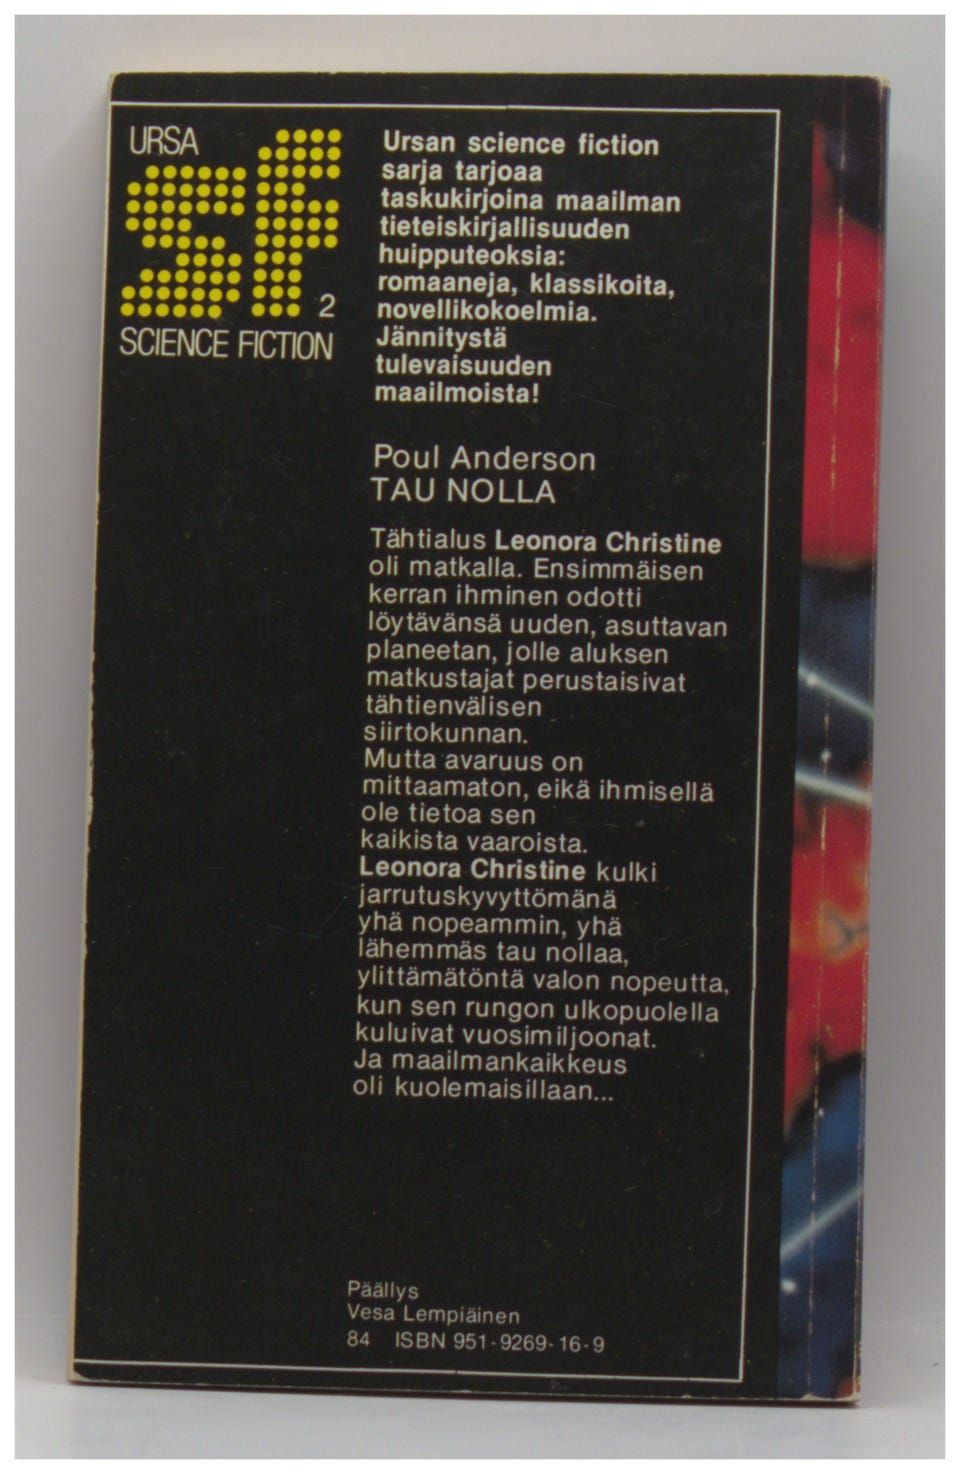 URSA
sf
2
SCIENCE FICTION
Ursan science fiction
sarja tarjoaa
taskukirjoina maailman
tieteiskirjallisuuden
huipputeoksia:
romaaneja, klassikoita,
novellikokoelmia.
Jännitystä
tulevaisuuden
maailmoista!
Poul Anderson
TAU NOLLA
Tähtialus Leonora Christine
oli matkalla. Ensimmäisen
kerran ihminen odotti
löytävänsä uuden, asuttavan
planeetan, jolle aluksen
matkustajat perustaisivat
tähtienvälisen
siirtokunnan.
Mutta avaruus on
mittaamaton, eikä ihmisellä
ole tietoa sen
kaikista vaaroista.
Leonora Christine kulki
jarrutuskyvyttömänä
yhä nopeammin, yhä
lähemmäs tau nollaa,
ylittämätöntä valon nopeutta,
kun sen rungon ulkopuolella
kuluivat vuosimiljoonat.
Ja maailmankaikkeus
oli kuolemaisillaan...
Päällys
Vesa Lempiäinen
84 ISBN 951-9269-16-9